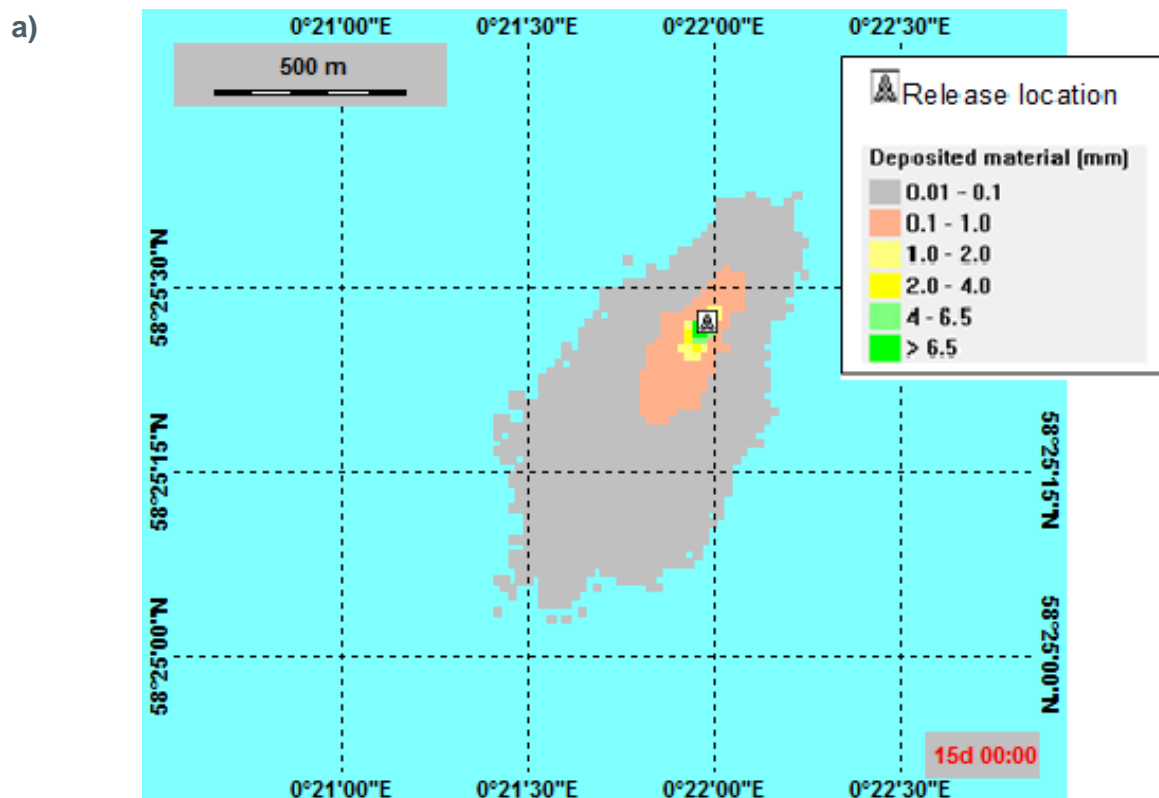 a)
0°21'00"E 0°21'30"E 0°22'00"E 0°22'30"E
500 m
Release location
Deposited material (mm)
0.01 - 0.1
0.1 - 1.0
1.0 - 2.0
2.0 - 4.0
4 - 6.5
> 6.5
58°25'30"N
58°25'15"N
58°25'15"N
58°25'00"N
58°25'00"N
15d 00:00
0°21'00"E 0°21'30"E 0°22'00"E 0°22'30"E